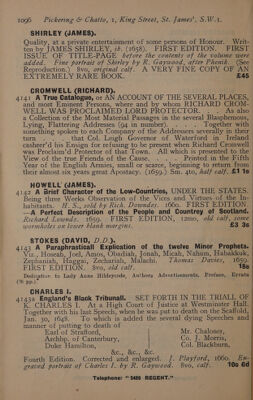 1096 Pickering & Chatto, 1, King Street, St. James', S.W.1.
SHIRLEY (JAMES).
Quality, at a private entertainment of some persons of Honour. Writ-
ten by JAMES SHIRLEY, ib. (1658). FIRST EDITION. FIRST
ISSUE OF TITLE-PAGE before the contents of the volume were
added. Fine portrait of Shirley by R. Gaywood, after Phenik. (See
Reproduction.) 8vo, original calf. A VERY FINE COPY OF AN
EXTREMELY RARE BOOK. £45
CROMWELL (RICHARD).
4141 A True Catalogue, or AN ACCOUNT OF THE SEVERAL PLACES,
and most Eminent Persons, where and by whom RICHARD CROM-
WELL WAS PROCLAIMED LORD PROTECTOR. As also
a Collection of the Most Material Passages in the several Blasphemous,
Lying, Flattering Addresses (94 in number). . . . Together with
something spoken to each Company of the Addressers severally in their
turn . . . that Col. Leigh Governor of Waterford in Ireland
casheer'd his Ensign for refusing to be present when Richard Cromwell
was Proclaim'd Protector of that Town. All which is presented to the
View of the true Friends of the Cause. . . . Printed in the Fifth
Year of the English Armies, small or scarce, beginning to return from
their almost six years great Apostacy. (1659.) Sm. 4to, half calf. £1 1s
HOWELL (JAMES).
4142 A Brief Character of the Low-Countries, UNDER THE STATES.
Being three Weeks Observation of the Vices and Virtues of the In-
habitants. H. S., sold by Rich. Lowndes. 1660. FIRST EDITION
—A Perfect Description of the People and Country of Scotland.
Richard Lownds. 1659. FIRST EDITION, 12mo, old calf, some
wormholes on lower blank margins. £3 3s
STOKES (DAVID, D.D.).
4143 A Paraphrasticall Explication of the twelve Minor Prophets.
Viz., Hoseah, Joel, Amos, Obadiah, Jonah, Micah, Nahum, Habakkuk,
Zephaniah, Haggai, Zechariah, Malachi. Thomas Davies, 1659.
FIRST EDITION. 8vo, old calf. 18s
Dedication to Lady Anne Hildeyerde, Authors Advertisements, Preface, Errata
CHARLES I.
4143a England's Black Tribunall. SET FORTH IN THE TRIALL OF
K. CHARLES I. At a High Court of Justice at Westminster Hall.
Together with his last Speech, when he was put to death on the Scaffold,
Jan. 30, 1648. To which is added the several dying Speeches and
manner of putting to death of
Earl of Strafford, Mr. Chaloner,
Archbp. of Canterbury, Co. J. Morris,
Duke Hamilton, Col. Blackburn,
&c., &c., &c.
Fourth Edition. Corrected and enlarged. J. Playford, 1660. En-
graved portrait of Charles I. by R. Gaywood. 8vo, calf. 10s 6d
Telephone: "3406 REGENT."